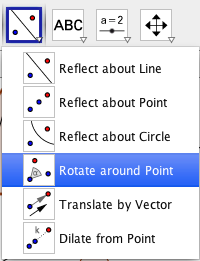 ABC a=2
Reflect about Line
Reflect about Point
Reflect about Circle
Rotate around Point
Translate by Vector
k
Dilate from Point